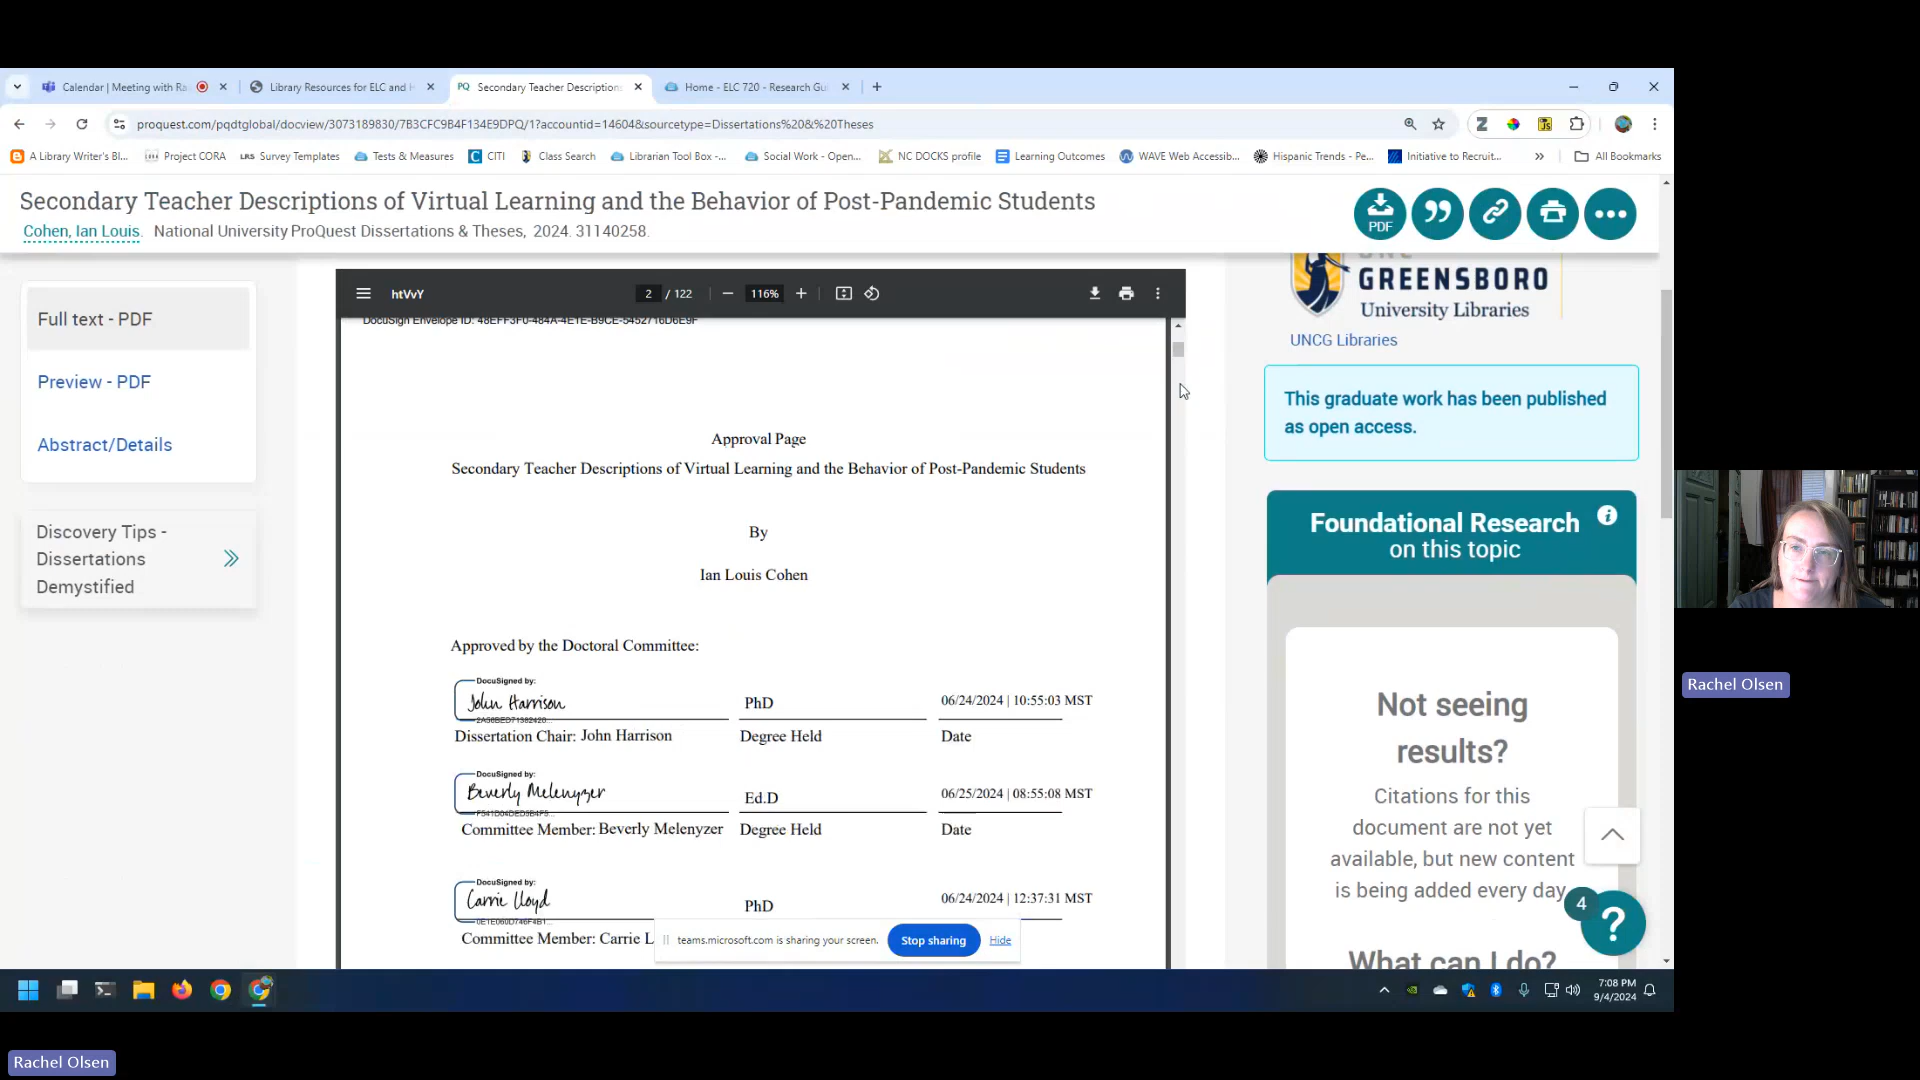 Calendar | Meeting with Ra
Library Resources for ELC and H
PQ Secondary Teacher Descriptions
Home - ELC 720 - Research Gui
proquest.com/pqdtglobal/docview/3073189830/7B3CFC9B4F134E9DPQ/1?accountid=14604&sourcetype=Dissertations%20&%20Theses
A Library Writer's Bl...
Project CORA
LRS Survey Templates
Tests & Measures
CITI
Class Search
Librarian Tool Box -...
Social Work - Open...
NC DOCKS profile
Learning Outcomes
WAVE Web Accessib...
Hispanic Trends - Pe...
Initiative to Recruit...
All Bookmarks
Secondary Teacher Descriptions of Virtual Learning and the Behavior of Post-Pandemic Students
Cohen, Ian Louis. National University ProQuest Dissertations & Theses, 2024. 31140258.
PDF
Full text - PDF
Preview - PDF
Abstract/Details
Discovery Tips -
Dissertations
Demystified
htVvY
2 / 122
116%
Approval Page
Secondary Teacher Descriptions of Virtual Learning and the Behavior of Post-Pandemic Students
By
Ian Louis Cohen
Approved by the Doctoral Committee:
DocuSigned by:
John Harrison
PhD
06/24/2024 | 10:55:03 MST
Dissertation Chair: John Harrison
Degree Held
Date
DocuSigned by:
Beverly Melenyzer
Ed.D
06/25/2024 | 08:55:08 MST
Committee Member: Beverly Melenyzer
Degree Held
Date
DocuSigned by:
Carrie Lloyd
PhD
06/24/2024 | 12:37:31 MST
Committee Member: Carrie L
teams.microsoft.com is sharing your screen.
Stop sharing
Hide
GREENSBORO
University Libraries
UNCG Libraries
This graduate work has been published
as open access.
Foundational Research
on this topic
Not seeing
results?
Citations for this
document are not yet
available, but new content
is being added every day.
What can I do?
4
?
7:08 PM
9/4/2024
Rachel Olsen
Rachel Olsen